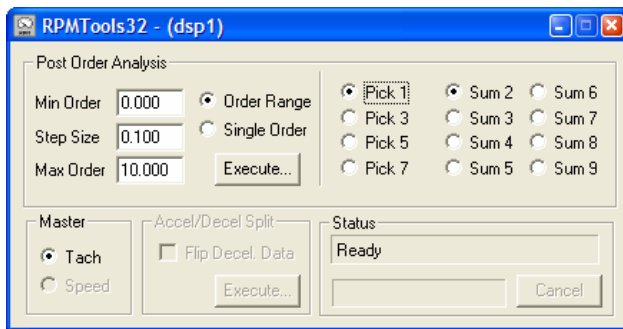 RPMTools32 - (dsp1)
Post Order Analysis
Min Order 0.000
Step Size 0.100
Max Order 10.000
Order Range
Single Order
Execute...
Pick 1 Sum 2 Sum 6
Pick 3 Sum 3 Sum 7
Pick 5 Sum 4 Sum 8
Pick 7 Sum 5 Sum 9
Master
Tach
Speed
Accel/Decel Split
Flip Decel. Data
Execute...
Status
Ready
Cancel